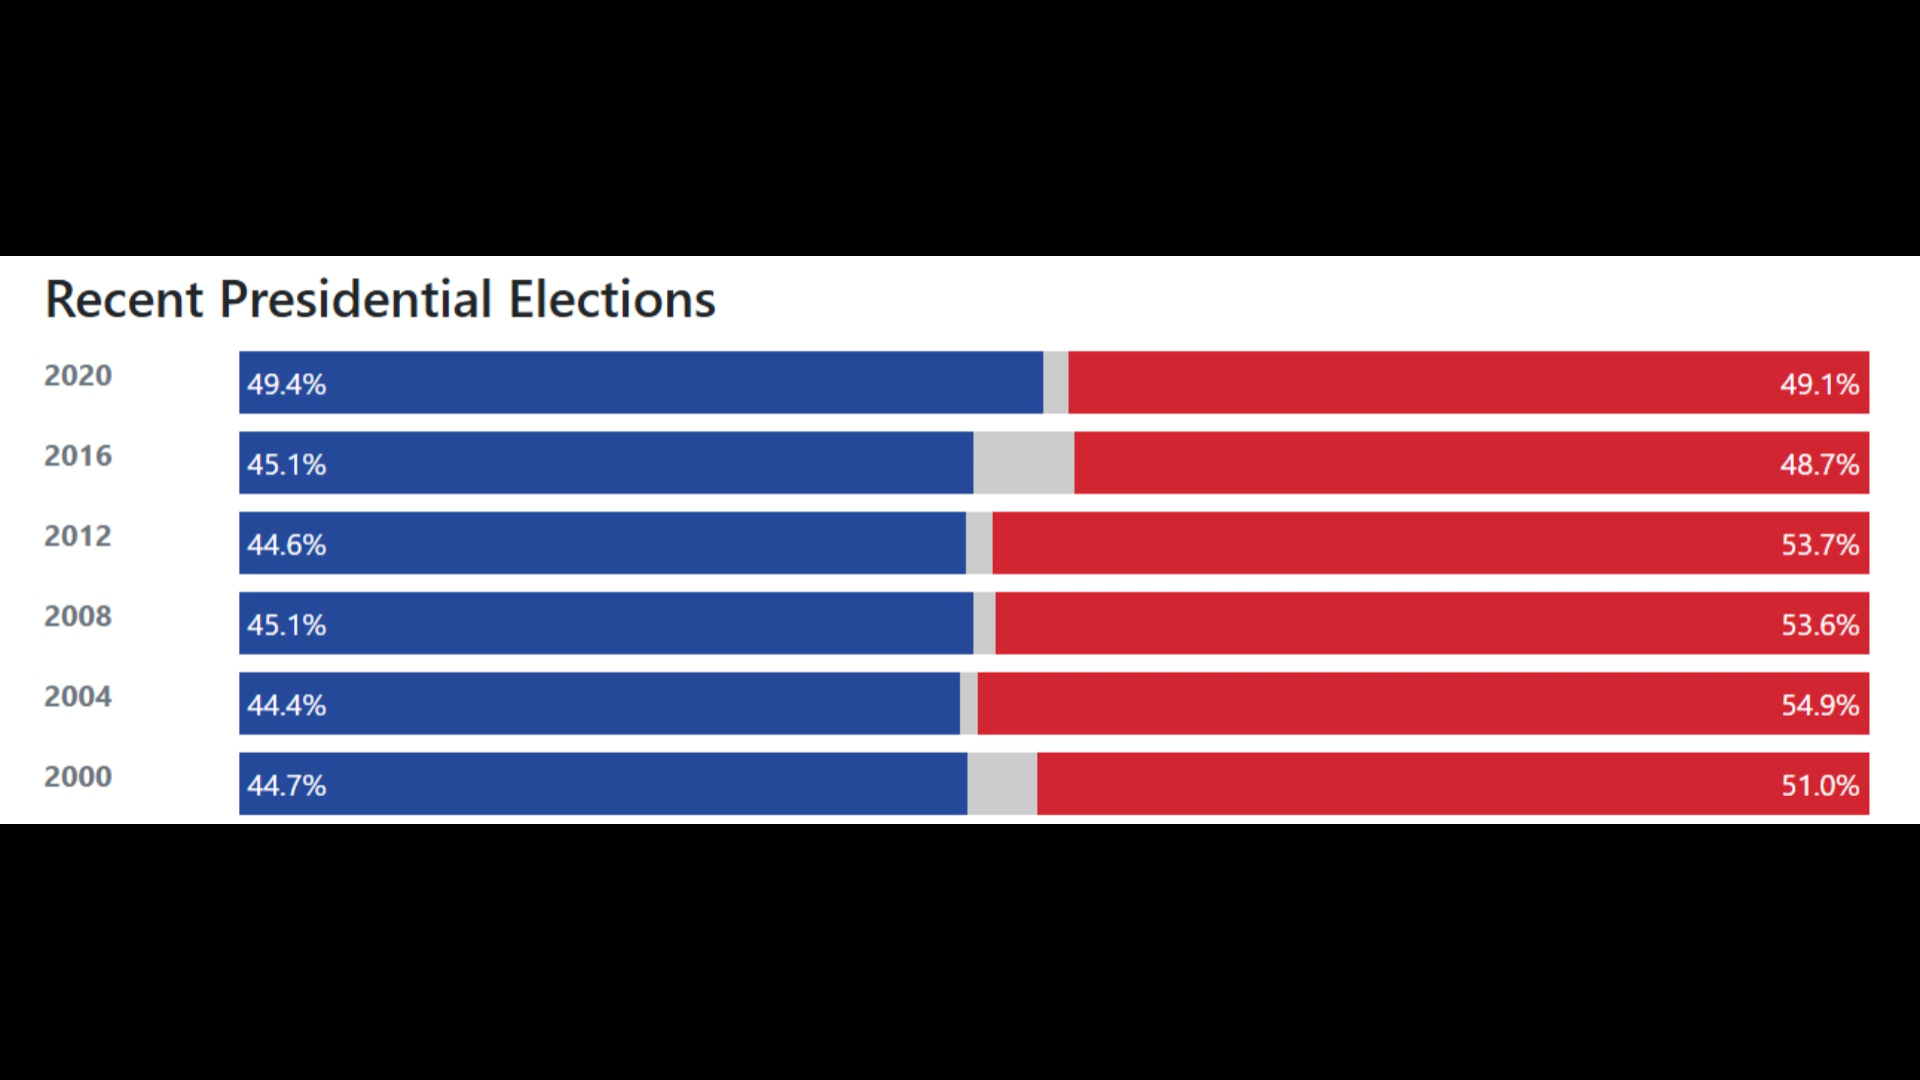 Recent Presidential Elections
2020 49.4% 49.1%
2016 45.1% 48.7%
2012 44.6% 53.7%
2008 45.1% 53.6%
2004 44.4% 54.9%
2000 44.7% 51.0%